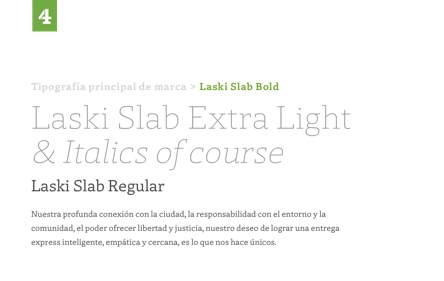 4
Tipografía principal de marca > Laski Slab Bold
Laski Slab Extra Light
& Italics of course
Laski Slab Regular
Nuestra profunda conexión con la ciudad, la responsabilidad con el entorno y la
comunidad, el poder ofrecer libertad y justicia, nuestro deseo de lograr una entrega
express inteligente, empática y cercana, es lo que nos hace únicos.